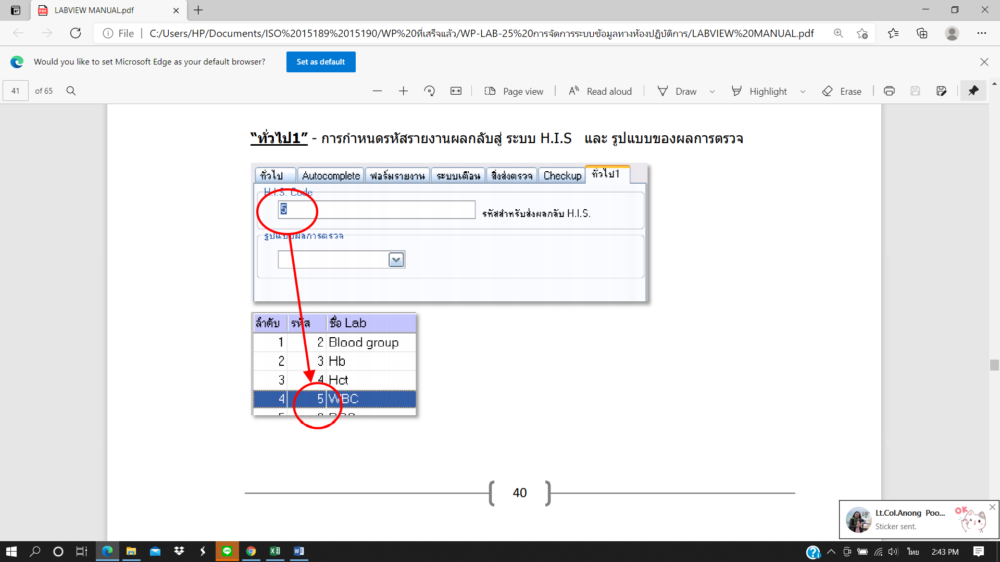 LABVIEW MANUAL.pdf
File
C:/Users/HP/Documents/ISO%2015189%2015190/WP%20ที่เสร็จแล้ว/WP-LAB-25%20การจัดการระบบข้อมูลทางห้องปฏิบัติการ/LABVIEW%20MANUAL.pdf
Would you like to set Microsoft Edge as your default browser? Set as default
41 of 65 Page view Read aloud Draw Highlight Erase
“ทั่วไป1” - การกำหนดรหัสรายงานผลกลับสู่ ระบบ H.I.S และ รูปแบบของผลการตรวจ
ทั่วไป Autocomplete ฟอร์มรายงาน ระบบเตือน สิ่งส่งตรวจ Checkup ทั่วไป1
H.I.S. Code
5 รหัสสำหรับส่งผลกลับ H.I.S.
รูปแบบผลการตรวจ
ลำดับ รหัส ชื่อ Lab
1 2 Blood group
2 3 Hb
3 4 Hct
4 5 WBC
40
Lt.Col.Anong Poo...
OK
Sticker sent.
ไทย 2:43 PM